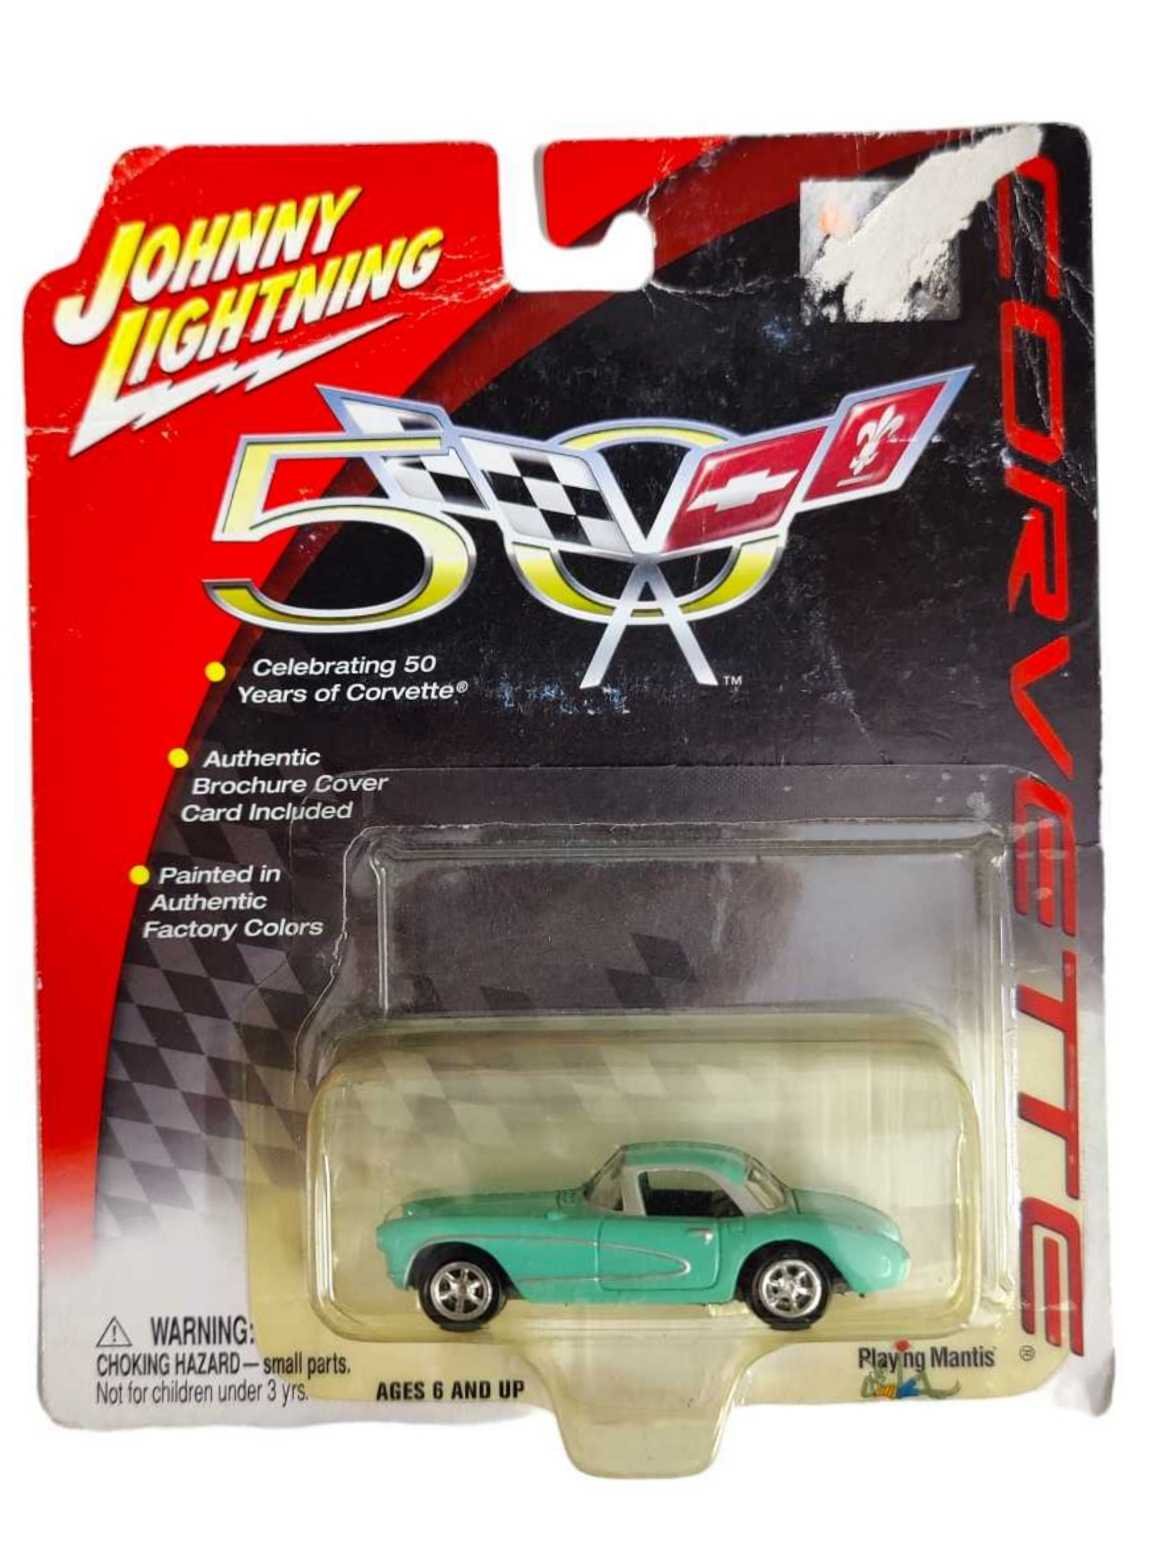 JOHNNY
LIGHTNING
50
TM
CORVETTE
®
Celebrating 50
Years of Corvette®
Authentic
Brochure Cover
Card Included
Painted in
Authentic
Factory Colors
WARNING:
CHOKING HAZARD — small parts.
Not for children under 3 yrs.
AGES 6 AND UP
Playing Mantis